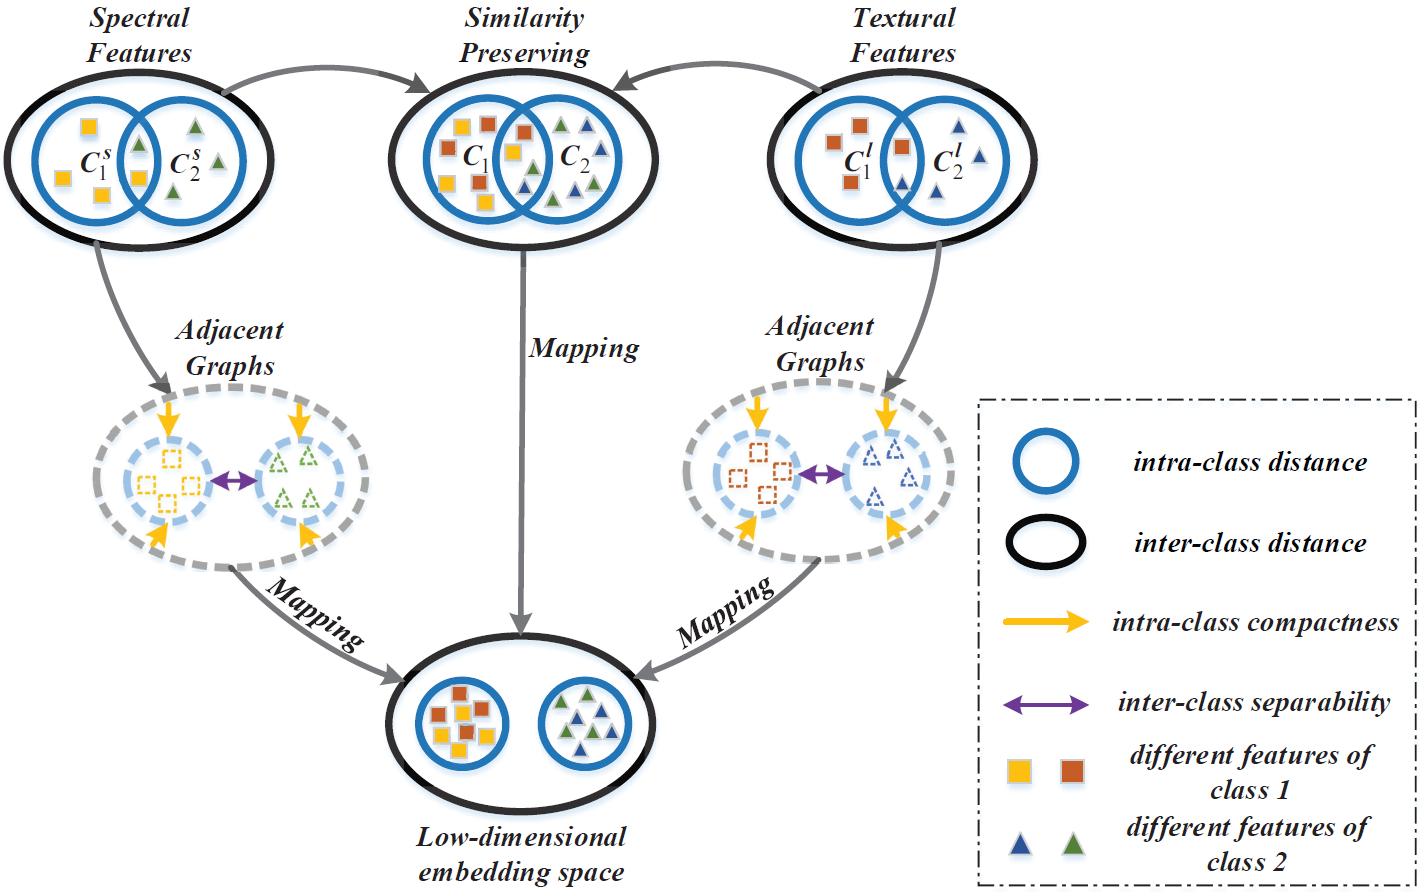 Spectral
Features
Similarity
Preserving
Textural
Features
C₁ˢ
C₂ˢ
C₁
C₂
C₁ˡ
C₂ˡ
Adjacent
Graphs
Mapping
Adjacent
Graphs
Mapping
Mapping
Low-dimensional
embedding space
intra-class distance
inter-class distance
intra-class compactness
inter-class separability
different features of
class 1
different features of
class 2